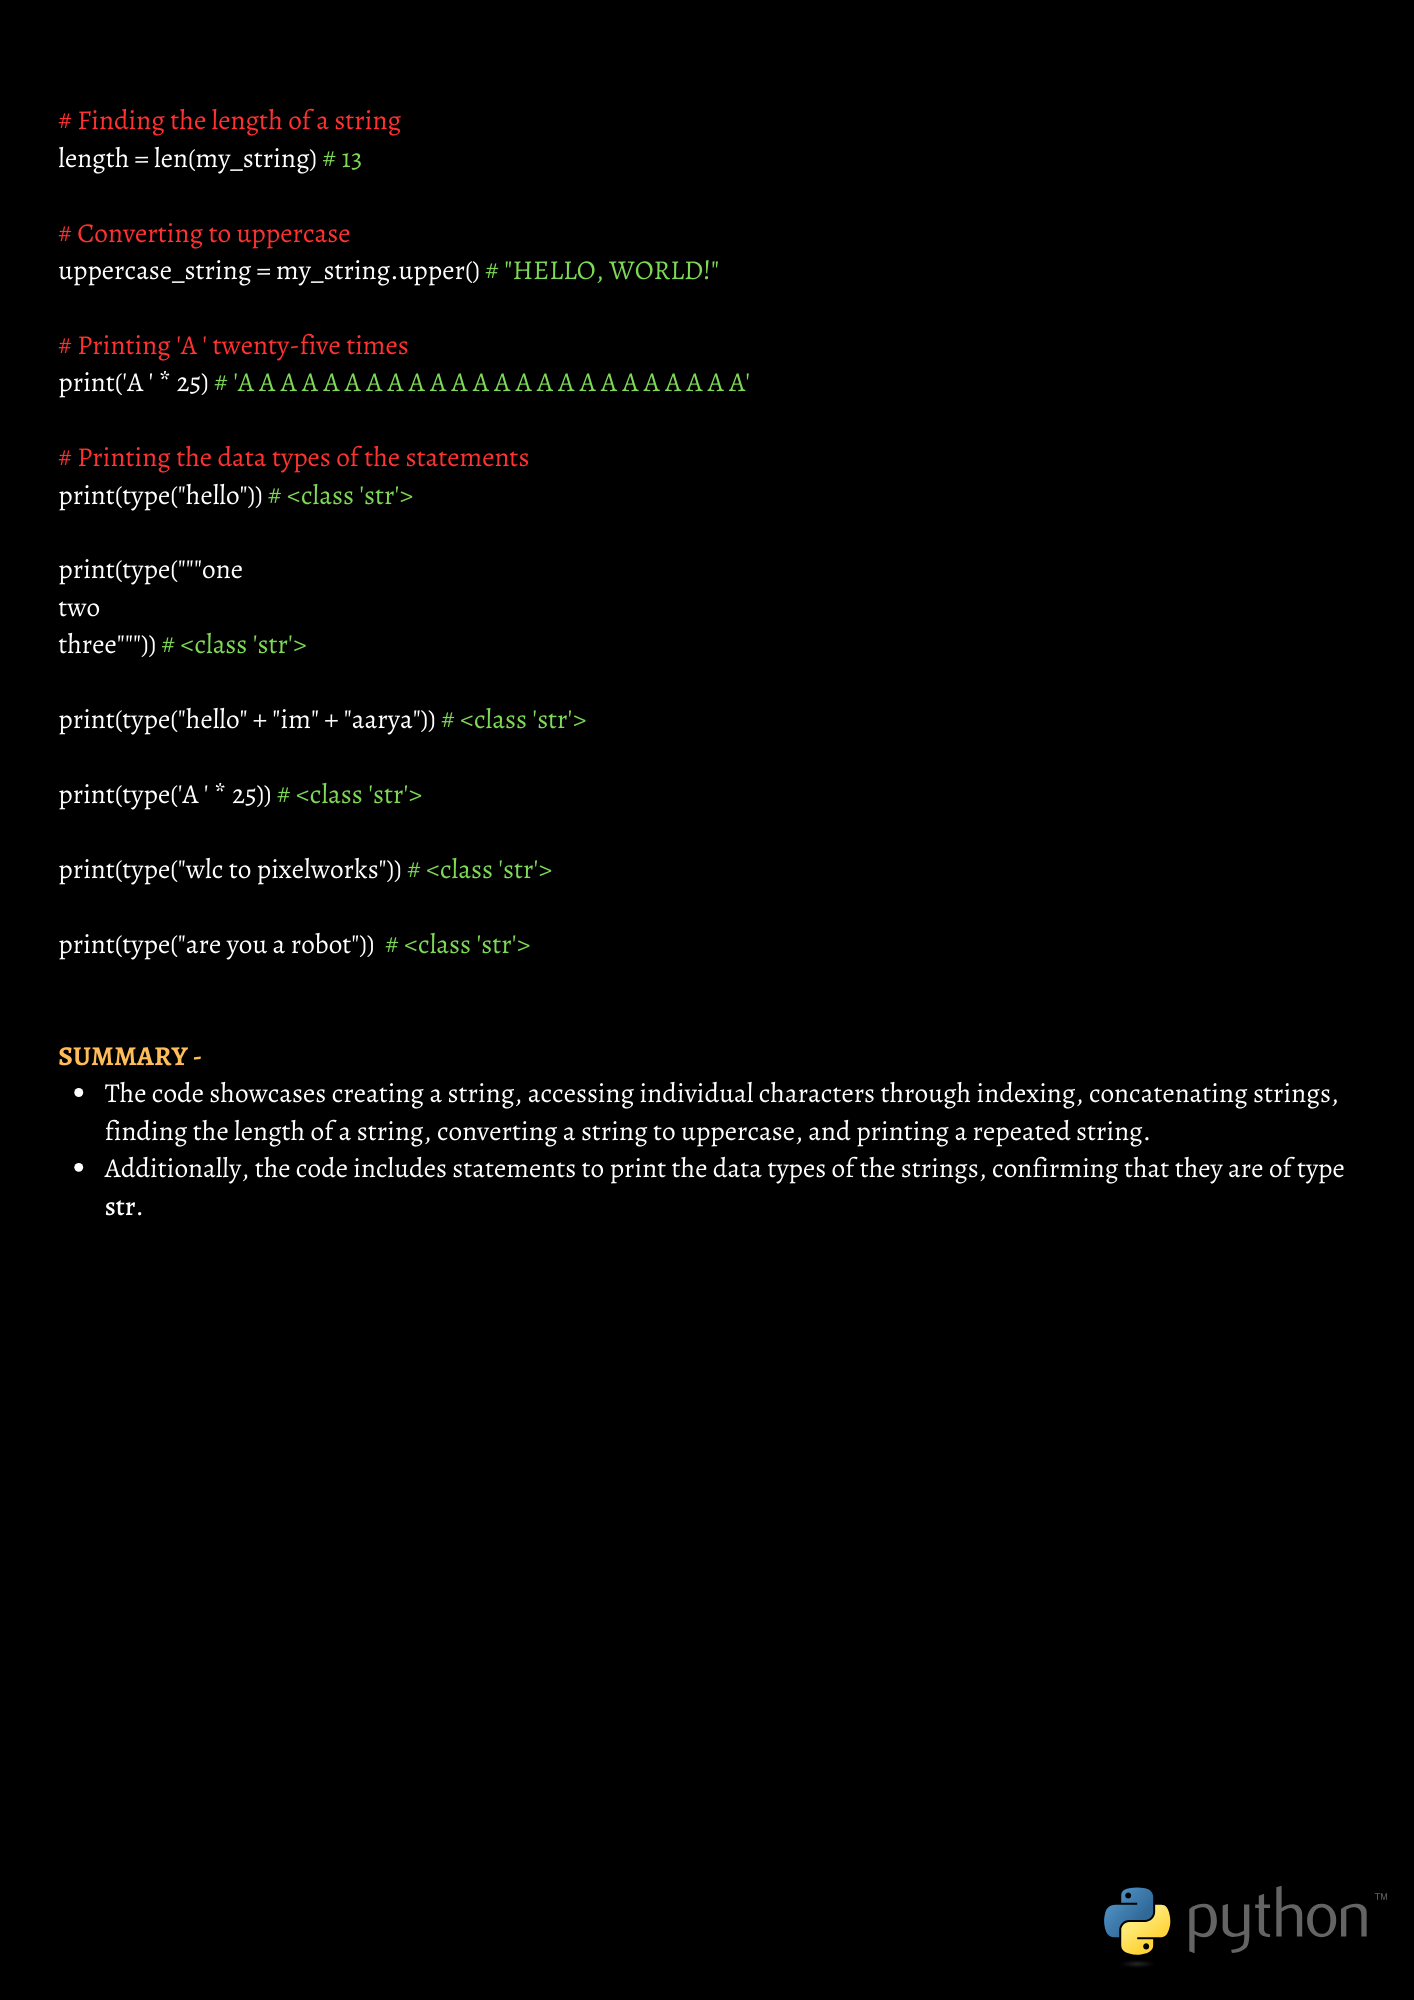 # Finding the length of a string
length = len(my_string) # 13
# Converting to uppercase
uppercase_string = my_string.upper() # "HELLO, WORLD!"
# Printing 'A ' twenty-five times
print('A ' * 25) # 'A A A A A A A A A A A A A A A A A A A A A A A A'
# Printing the data types of the statements
print(type("hello")) # <class 'str'>
print(type("""one
two
three""")) # <class 'str'>
print(type("hello" + "im" + "aarya")) # <class 'str'>
print(type('A ' * 25)) # <class 'str'>
print(type("wlc to pixelworks")) # <class 'str'>
print(type("are you a robot"))  # <class 'str'>
SUMMARY -
• The code showcases creating a string, accessing individual characters through indexing, concatenating strings,
finding the length of a string, converting a string to uppercase, and printing a repeated string.
• Additionally, the code includes statements to print the data types of the strings, confirming that they are of type
str.
python™